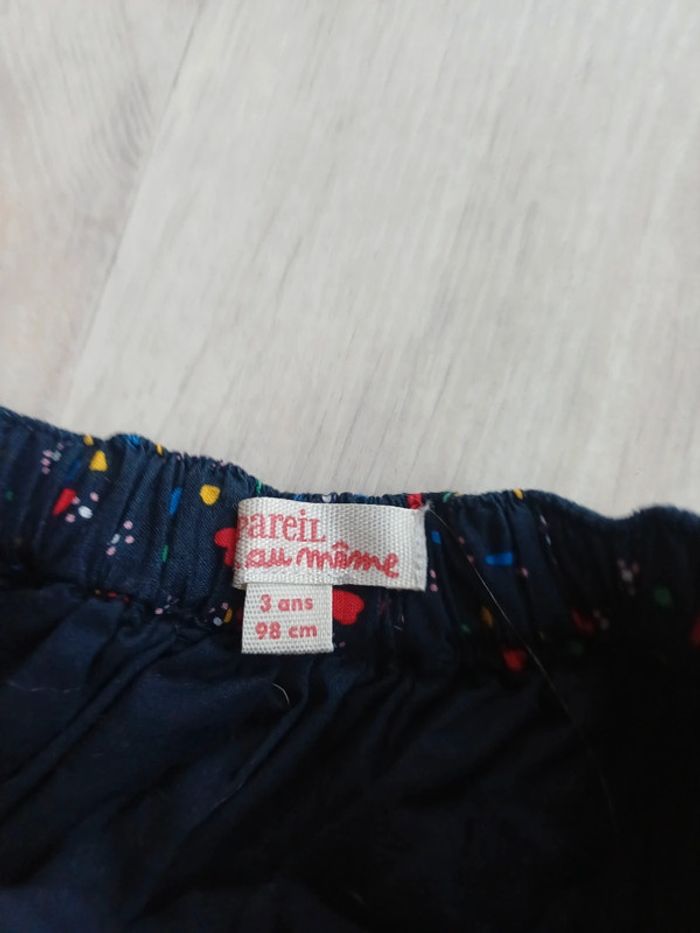 pareil
au même
3 ans
98 cm